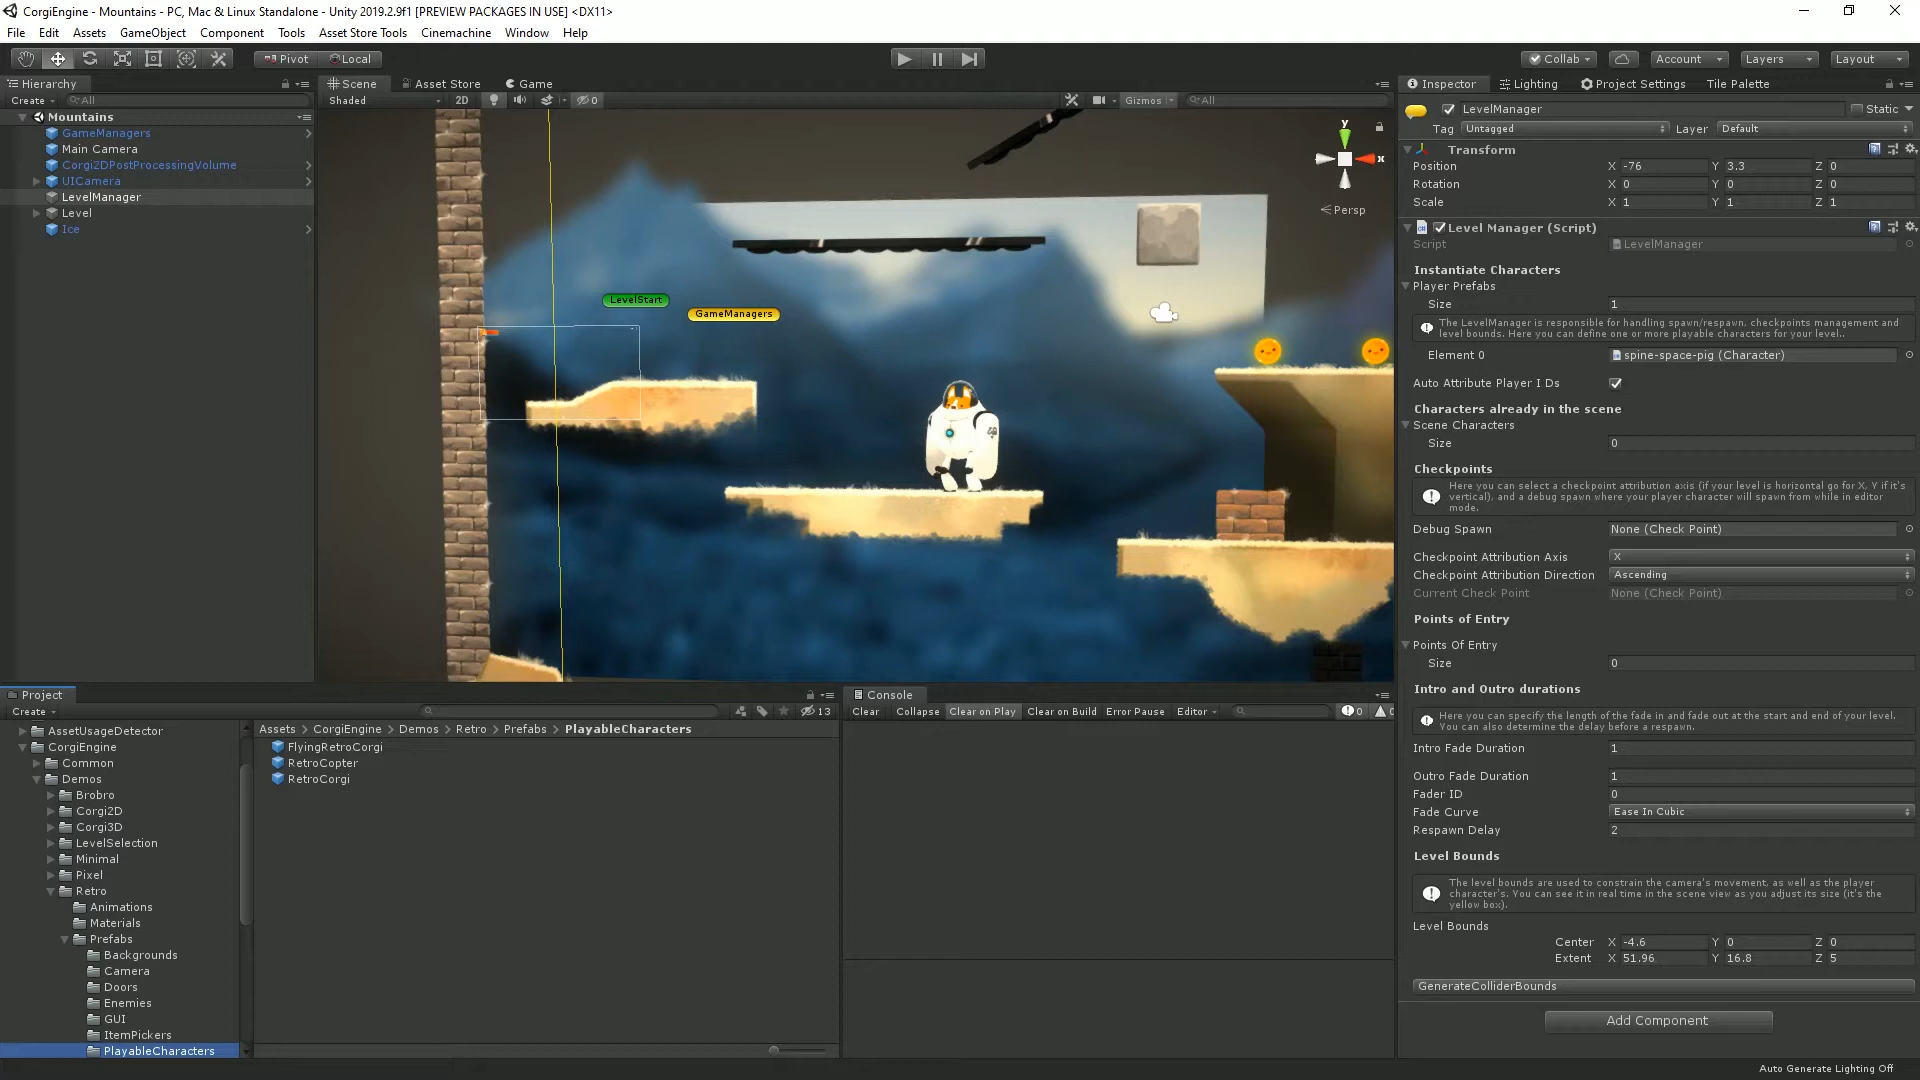 CorgiEngine - Mountains - PC, Mac & Linux Standalone - Unity 2019.2.9f1 [PREVIEW PACKAGES IN USE] <DX11>
File Edit Assets GameObject Component Tools Asset Store Tools Cinemachine Window Help
Pivot Local
Collab Account Layers Layout
Hierarchy
Create All
Mountains
GameManagers
Main Camera
Corgi2DPostProcessingVolume
UICamera
LevelManager
Level
Ice
Scene Asset Store Game
Shaded 2D 0 Gizmos All
y
x
Persp
LevelStart
GameManagers
Project
Create 13
AssetUsageDetector
CorgiEngine
Common
Demos
Brobro
Corgi2D
Corgi3D
LevelSelection
Minimal
Pixel
Retro
Animations
Materials
Prefabs
Backgrounds
Camera
Doors
Enemies
GUI
ItemPickers
PlayableCharacters
Assets CorgiEngine Demos Retro Prefabs PlayableCharacters
FlyingRetroCorgi
RetroCopter
RetroCorgi
Console
Clear Collapse Clear on Play Clear on Build Error Pause Editor 0
Inspector Lighting Project Settings Tile Palette
LevelManager Static
Tag Untagged Layer Default
Transform
Position X -76 Y 3.3 Z 0
Rotation X 0 Y 0 Z 0
Scale X 1 Y 1 Z 1
Level Manager (Script)
Script LevelManager
Instantiate Characters
Player Prefabs
Size 1
The LevelManager is responsible for handling spawn/respawn, checkpoints management and
level bounds. Here you can define one or more playable characters for your level..
Element 0 spine-space-pig (Character)
Auto Attribute Player I Ds
Characters already in the scene
Scene Characters
Size 0
Checkpoints
Here you can select a checkpoint attribution axis (if your level is horizontal go for X, Y if it's
vertical), and a debug spawn where your player character will spawn from while in editor
mode.
Debug Spawn None (Check Point)
Checkpoint Attribution Axis X
Checkpoint Attribution Direction Ascending
Current Check Point None (Check Point)
Points of Entry
Points Of Entry
Size 0
Intro and Outro durations
Here you can specify the length of the fade in and fade out at the start and end of your level.
You can also determine the delay before a respawn.
Intro Fade Duration 1
Outro Fade Duration 1
Fader ID 0
Fade Curve Ease In Cubic
Respawn Delay 2
Level Bounds
The level bounds are used to constrain the camera's movement, as well as the player
character's. You can see it in real time in the scene view as you adjust its size (it's the
yellow box).
Level Bounds
Center X -4.6 Y 0 Z 0
Extent X 51.96 Y 16.8 Z 5
GenerateColliderBounds
Add Component
Auto Generate Lighting Off